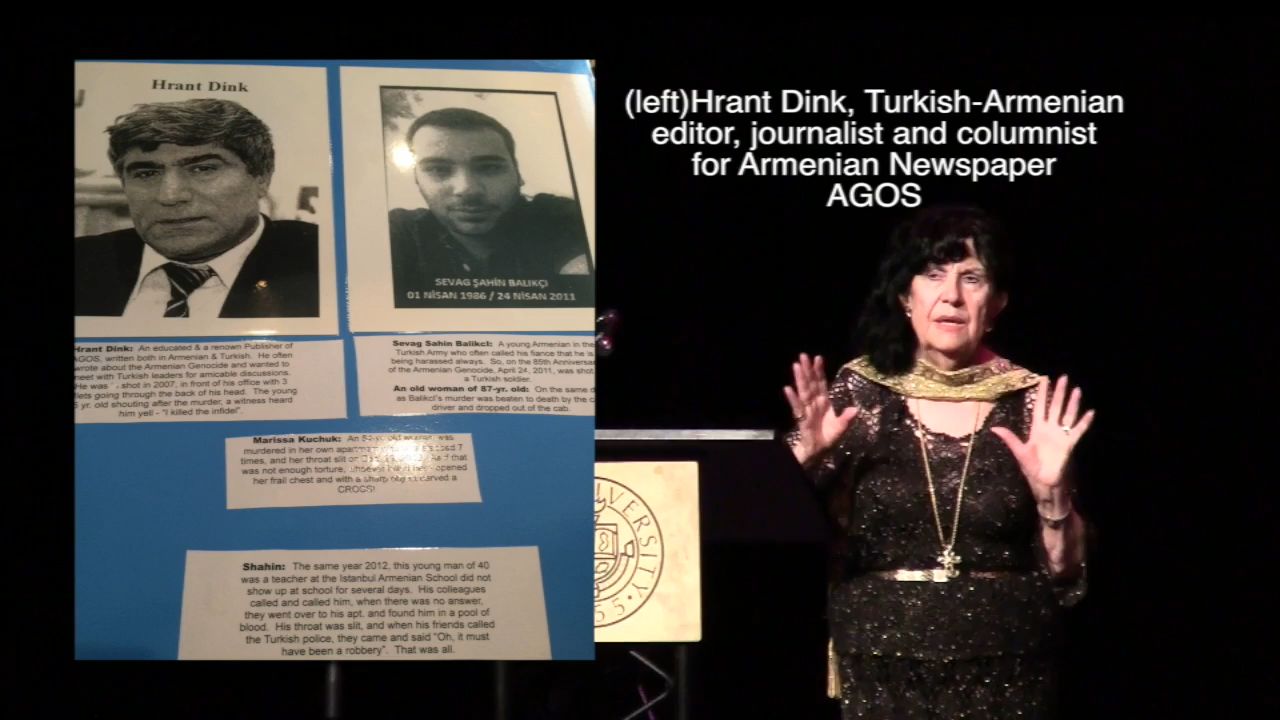 Hrant Dink
SEVAG ŞAHİN BALIKÇI
01 NİSAN 1986 / 24 NİSAN 2011
Hrant Dink: An educated & a renown Publisher of
AGOS, written both in Armenian & Turkish. He often
wrote about the Armenian Genocide and wanted to
meet with Turkish leaders for amicable discussions.
He was shot in 2007, in front of his office with 3
lets going through the back of his head. The young
yr. old shouting after the murder, a witness heard
him yell - "I killed the infidel".
Sevag Sahin Balikci: A young Armenian in the
Turkish Army who often called his fiance that he is
being harassed always. So, on the 85th Anniversa
of the Armenian Genocide, April 24, 2011, was shot
a Turkish soldier.
An old woman of 87-yr. old: On the same d
as Balikci's murder was beaten to death by the c
driver and dropped out of the cab.
Marissa Kuchuk: An old was
murdered in her own 7
times, and her throat slit that
was not enough torture, opened
her frail chest and with a sharp carved a
CROSS!
Shahin: The same year 2012, this young man of 40
was a teacher at the Istanbul Armenian School did not
show up at school for several days. His colleagues
called and called him, when there was no answer,
they went over to his apt. and found him in a pool of
blood. His throat was slit, and when his friends called
the Turkish police, they came and said "Oh, it must
have been a robbery". That was all.
(left)Hrant Dink, Turkish-Armenian
editor, journalist and columnist
for Armenian Newspaper
AGOS
VERSITY